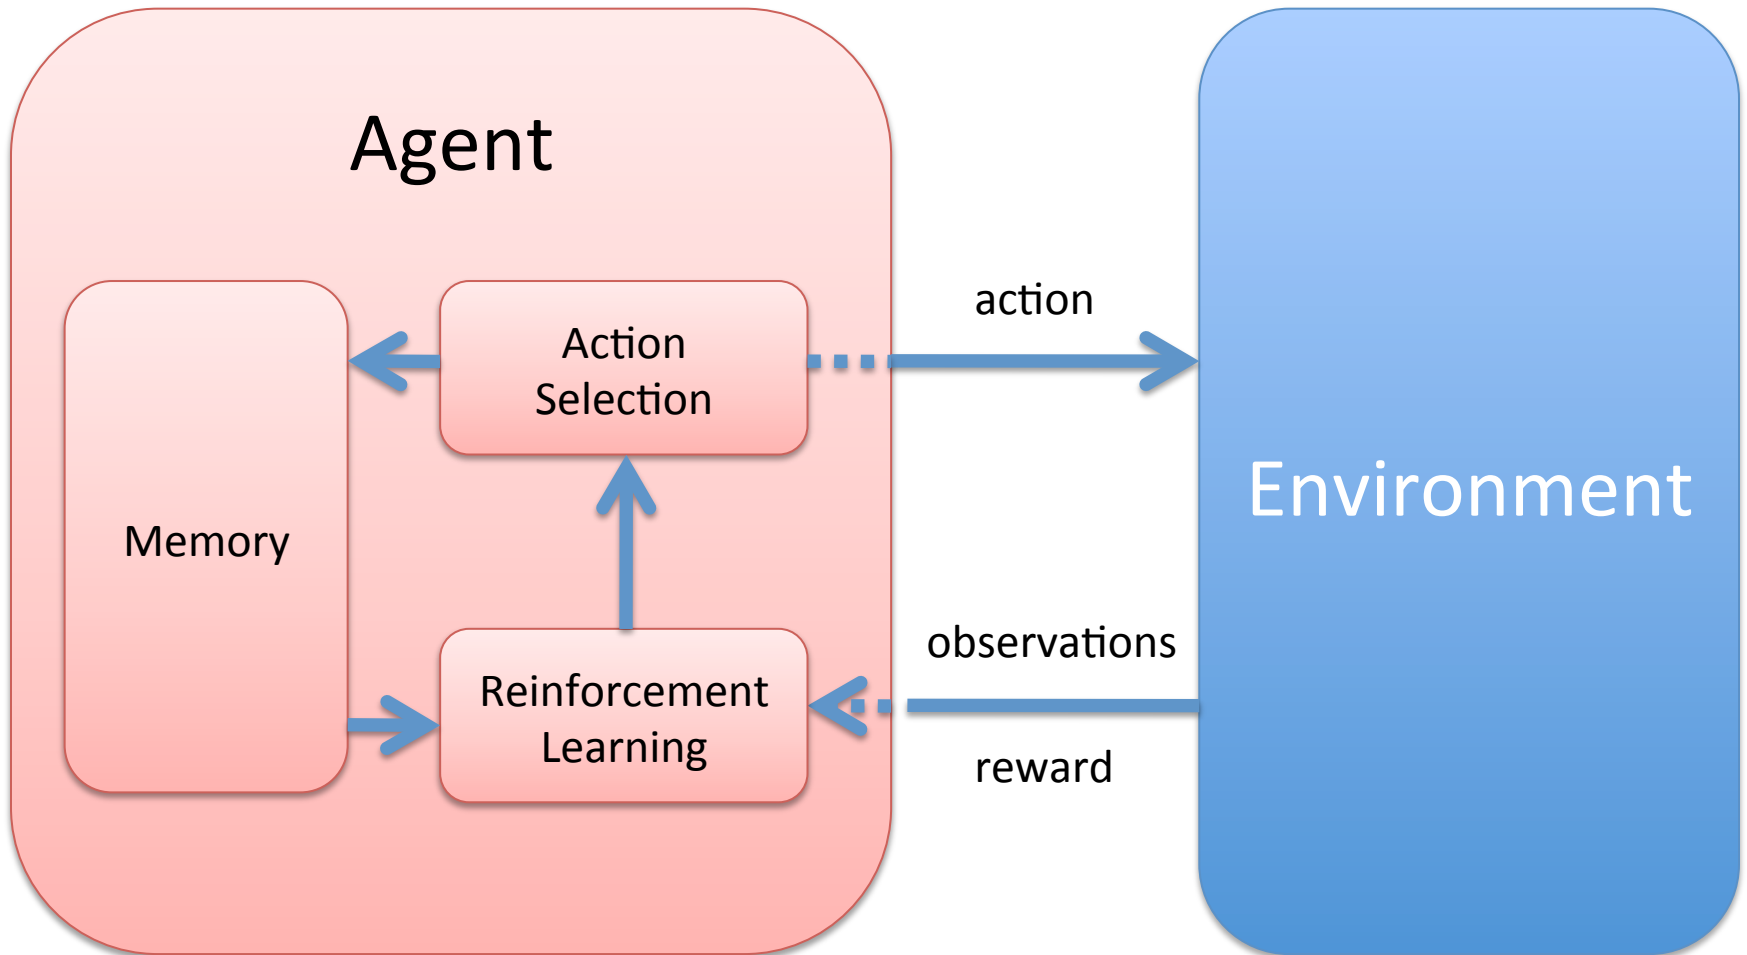 Agent
Action
Selection
Memory
Reinforcement
Learning
action
observations
reward
Environment